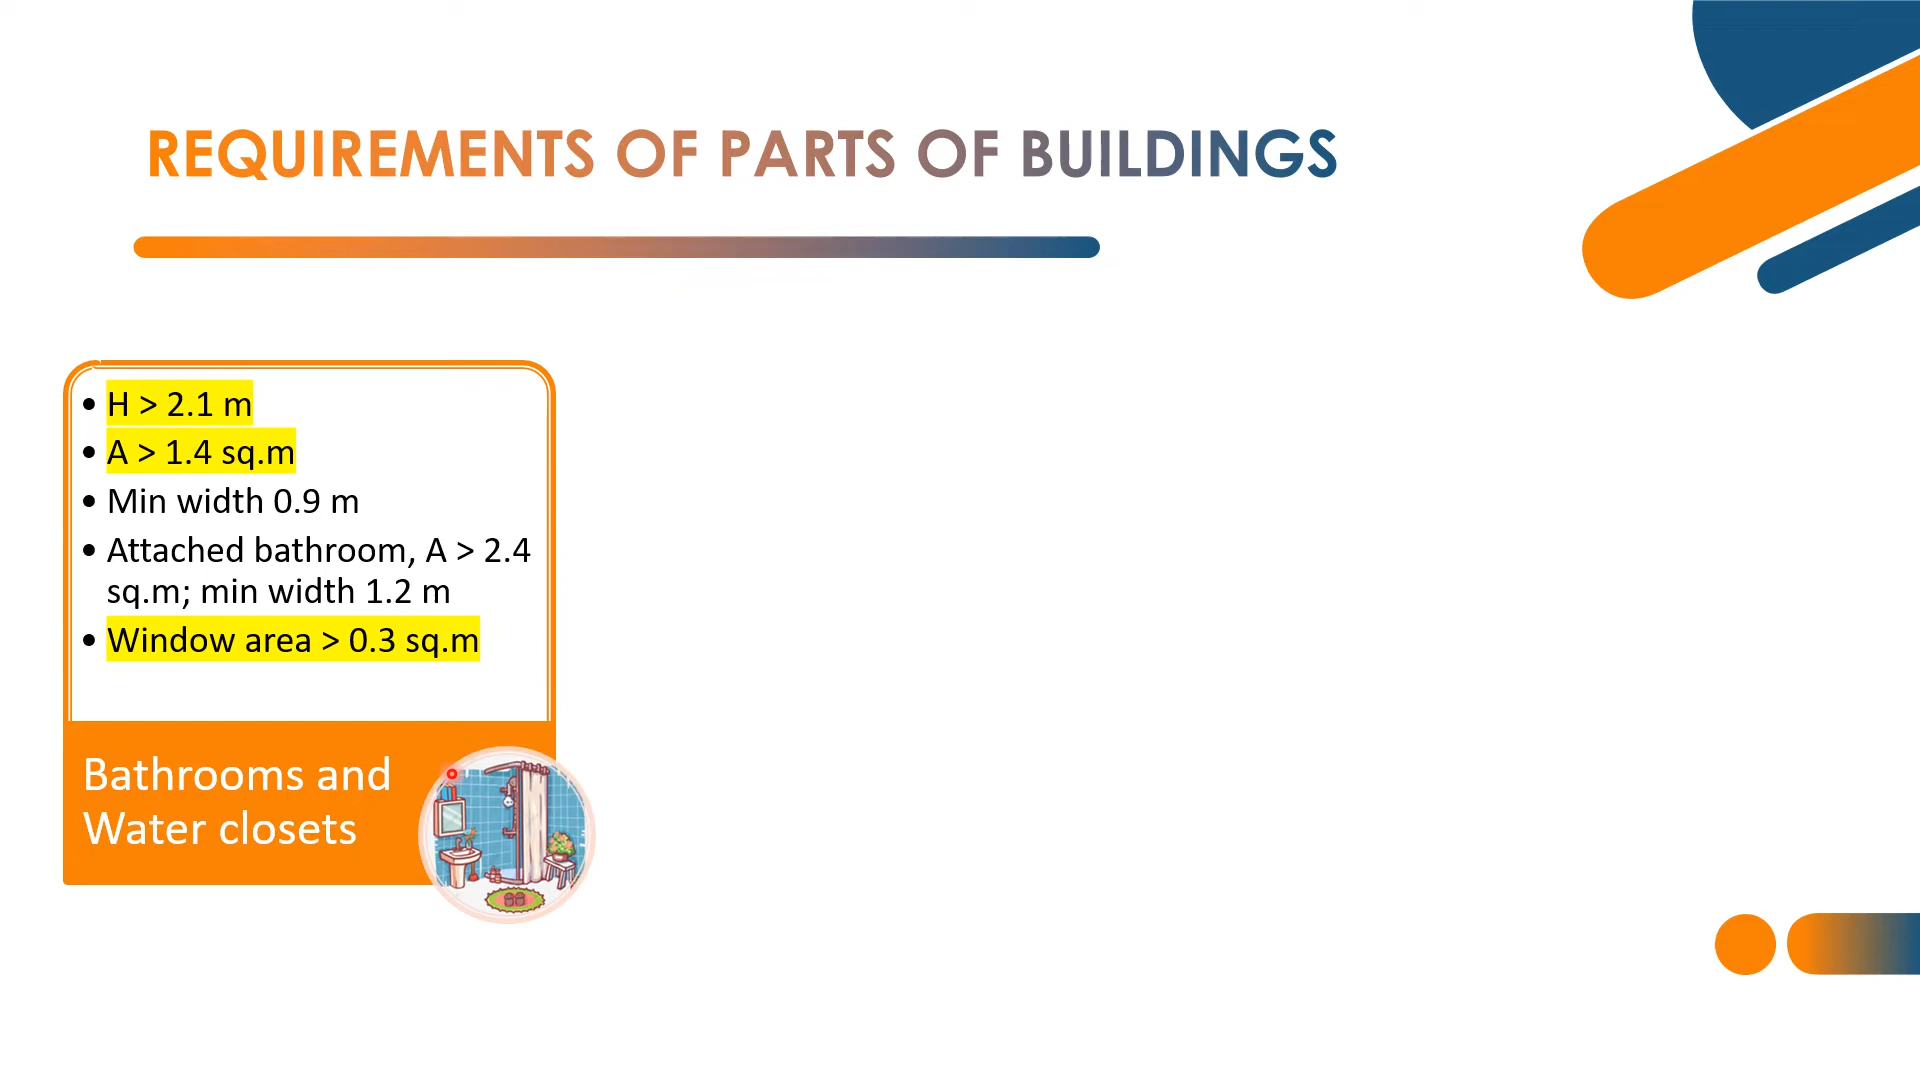 REQUIREMENTS OF PARTS OF BUILDINGS
• H > 2.1 m
• A > 1.4 sq.m
• Min width 0.9 m
• Attached bathroom, A > 2.4
sq.m; min width 1.2 m
• Window area > 0.3 sq.m
Bathrooms and
Water closets